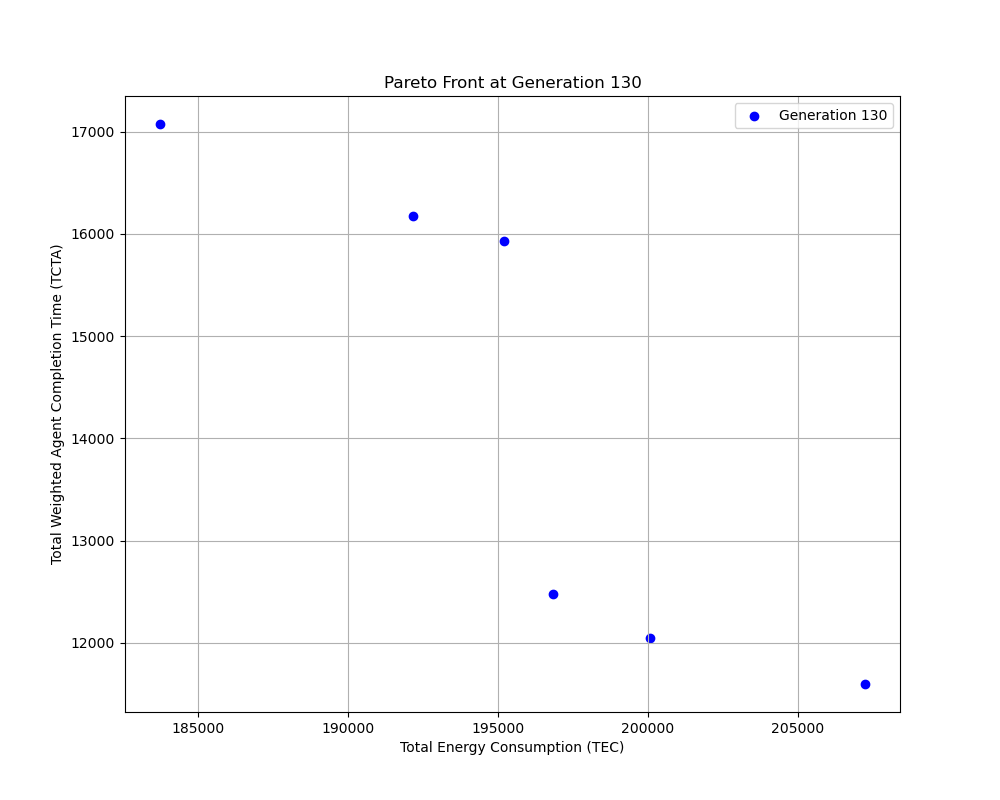 Pareto Front at Generation 130
Generation 130
17000
16000
15000
14000
13000
12000
Total Weighted Agent Completion Time (TCTA)
185000
190000
195000
200000
205000
Total Energy Consumption (TEC)